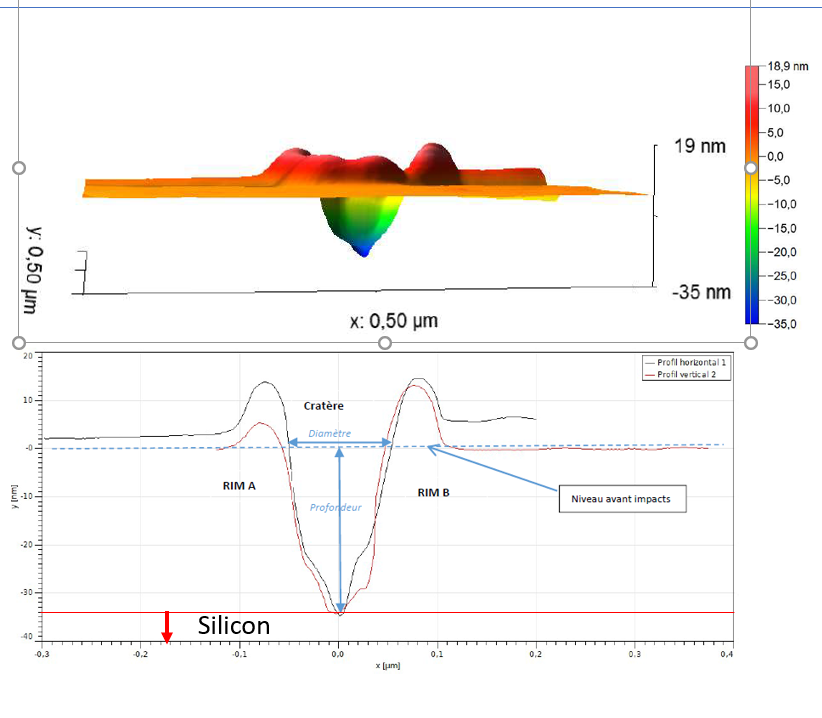 18,9 nm
15,0
10,0
5,0
0,0
−5,0
−10,0
−15,0
−20,0
−25,0
−30,0
−35,0
19 nm
-35 nm
y: 0,50 µm
x: 0,50 µm
Profil horizontal 1
Profil vertical 2
20
10
-0
-10
-20
-30
-40
y [nm]
Cratère
Diamètre
RIM A
RIM B
Profondeur
Niveau avant impacts
Silicon
-0,3
-0,2
-0,1
0,0
0,1
0,2
0,3
0,4
x [µm]